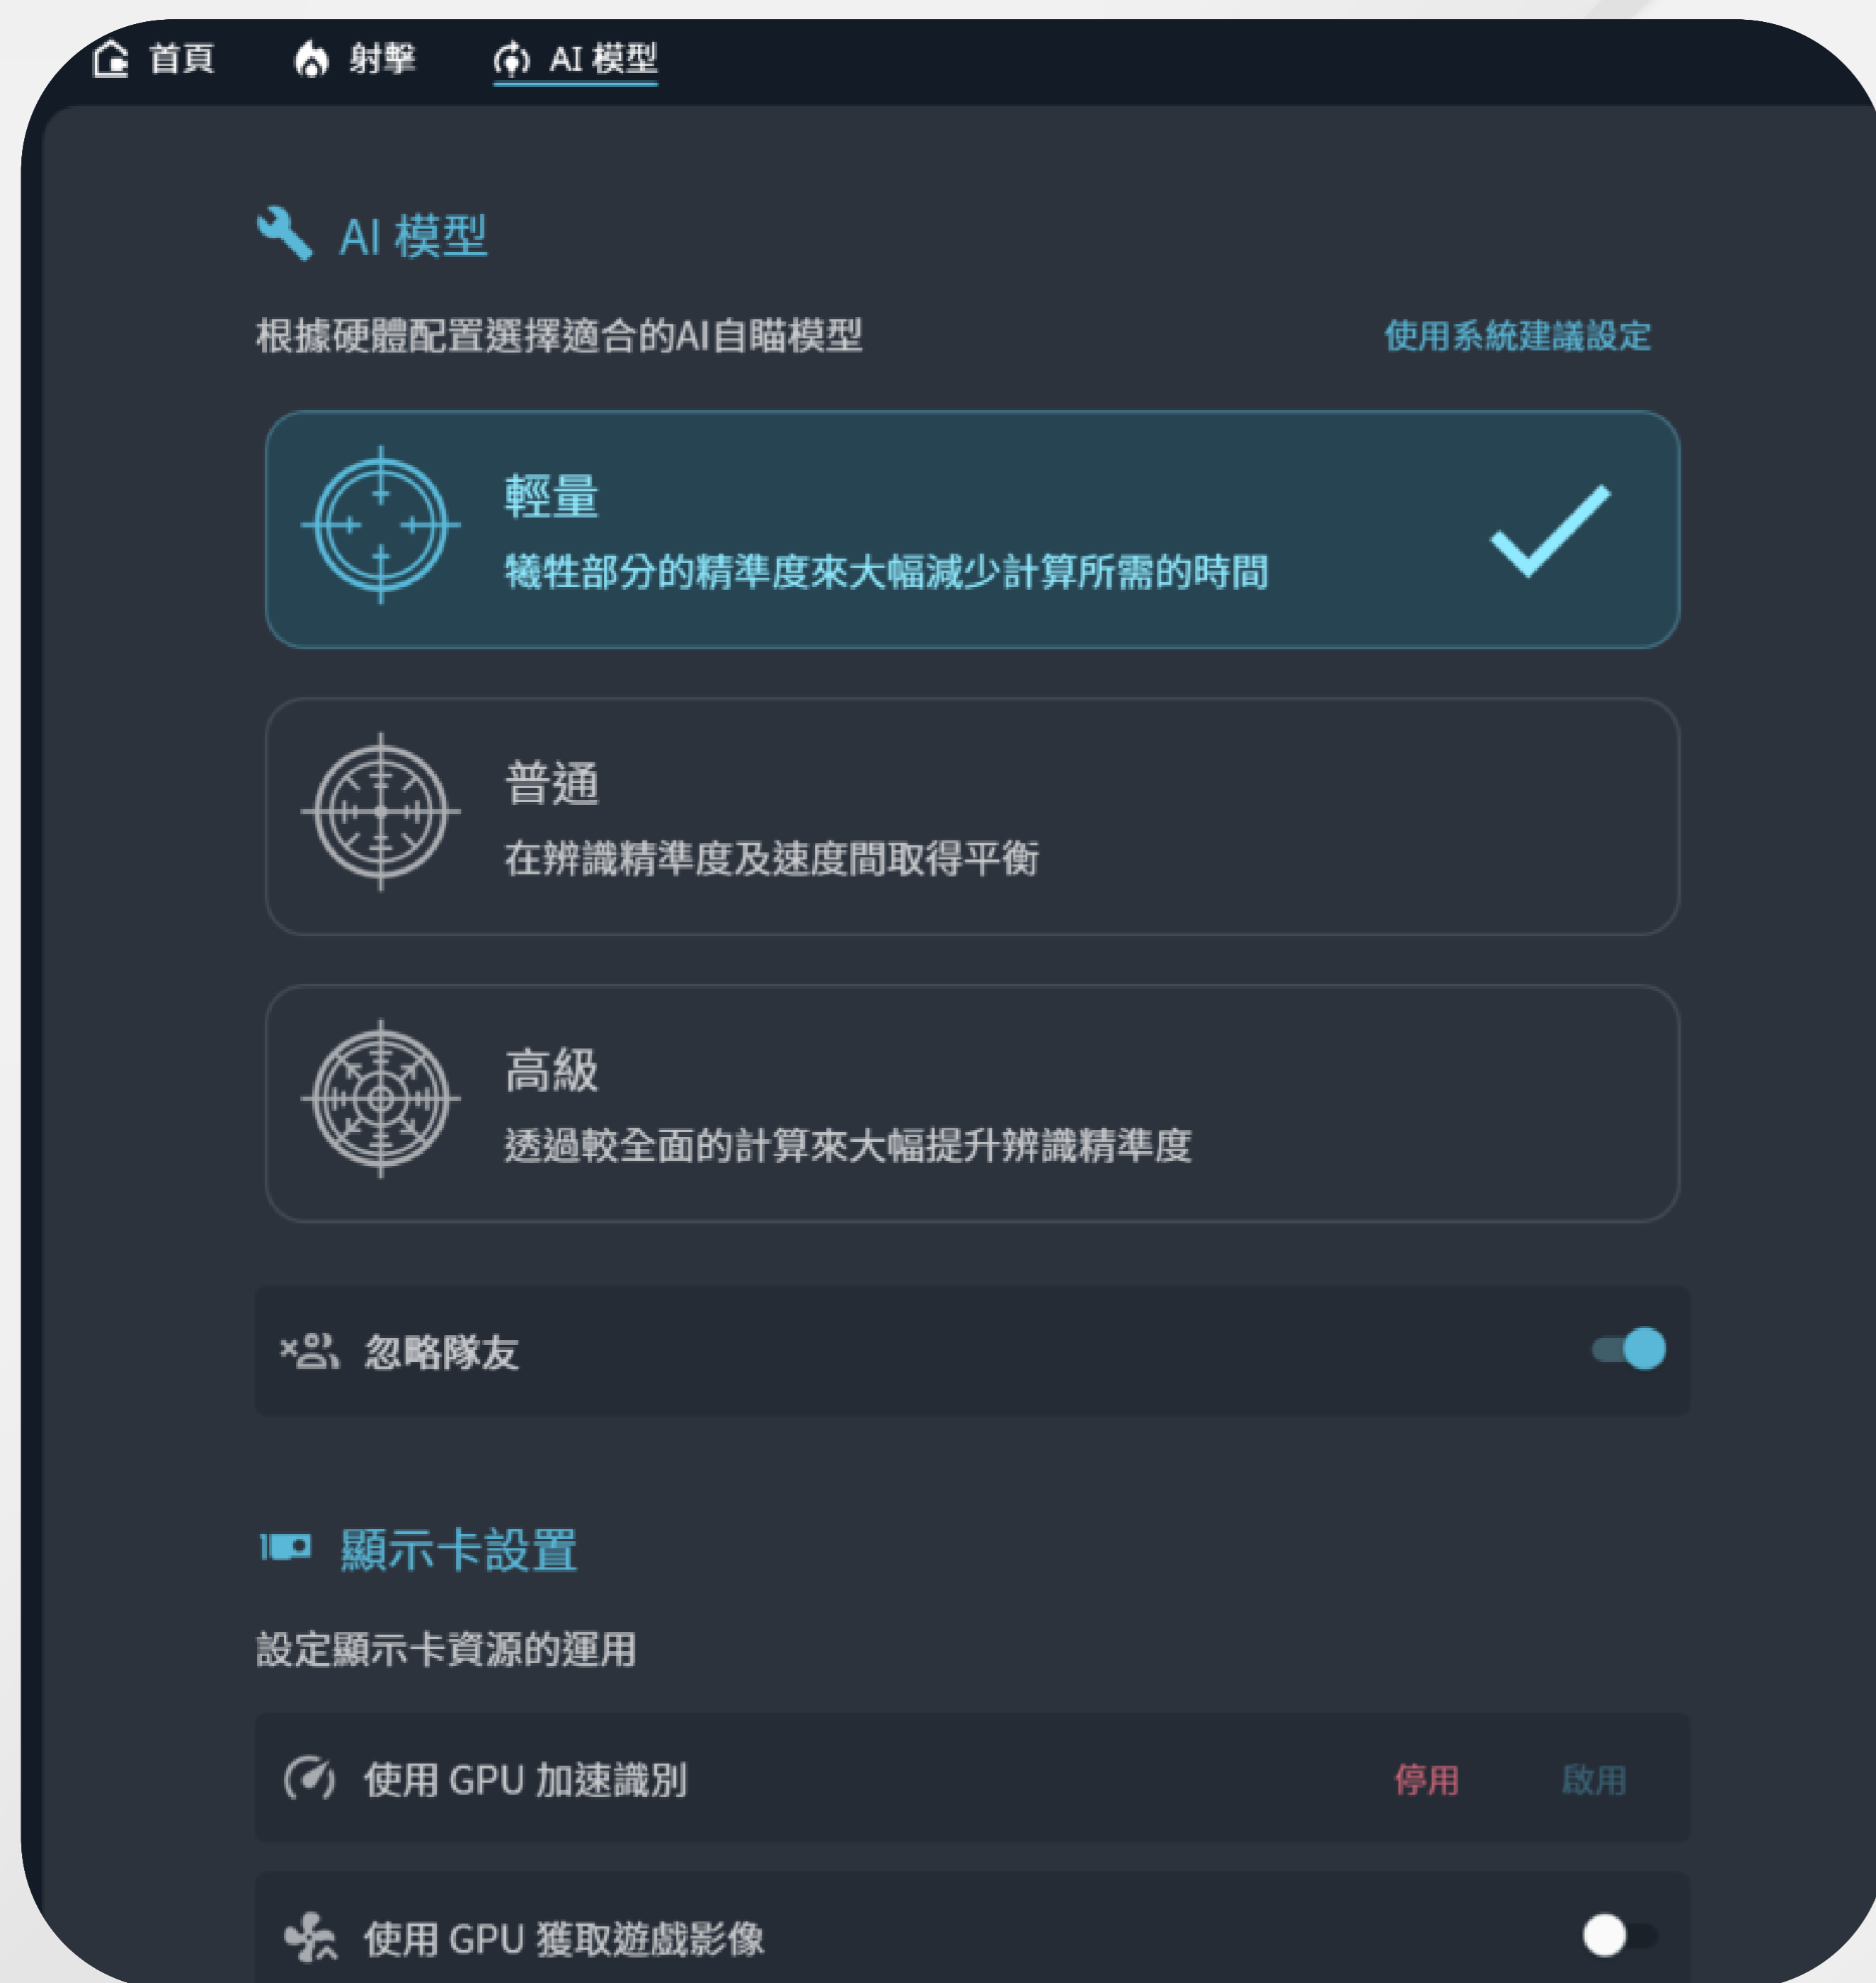 首頁
射擊
AI 模型
AI 模型
根據硬體配置選擇適合的AI自瞄模型
使用系統建議設定
輕量
犧牲部分的精準度來大幅減少計算所需的時間
普通
在辨識精準度及速度間取得平衡
高級
透過較全面的計算來大幅提升辨識精準度
忽略隊友
顯示卡設置
設定顯示卡資源的運用
使用 GPU 加速識別
停用
啟用
使用 GPU 獲取遊戲影像